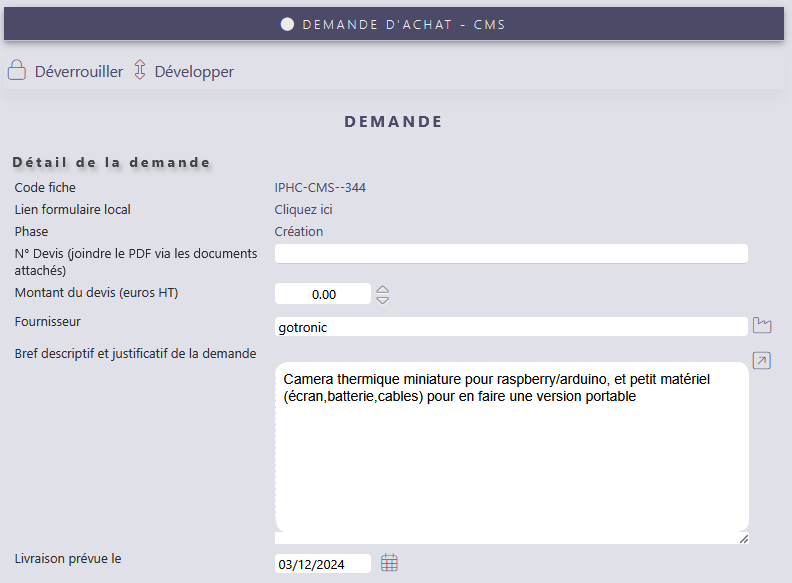 DEMANDE D'ACHAT - CMS
Déverrouiller Développer
DEMANDE
Détail de la demande
Code fiche IPHC-CMS--344
Lien formulaire local Cliquez ici
Phase Création
N° Devis (joindre le PDF via les documents
attachés)
Montant du devis (euros HT) 0.00
Fournisseur gotronic
Bref descriptif et justificatif de la demande
Camera thermique miniature pour raspberry/arduino, et petit matériel
(écran,batterie,cables) pour en faire une version portable
Livraison prévue le 03/12/2024